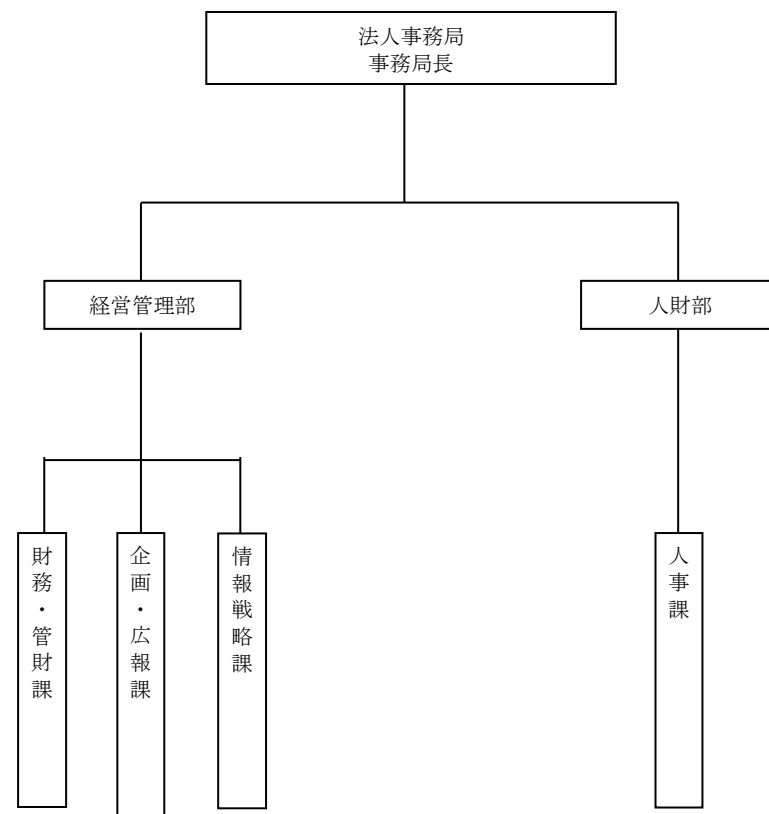 法人事務局
事務局長
経営管理部
人財部
財務・管財課
企画・広報課
情報戦略課
人事課